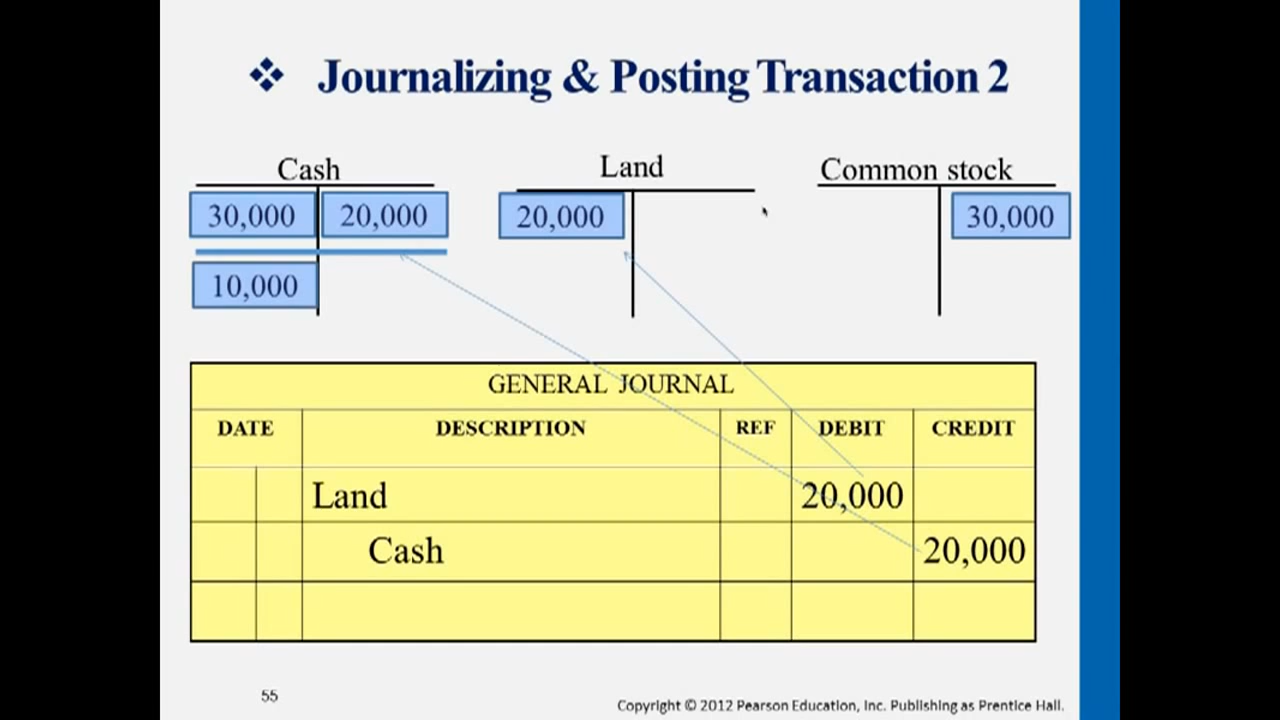 ❖ Journalizing & Posting Transaction 2
Cash Land Common stock
30,000 20,000 20,000 30,000
10,000
GENERAL JOURNAL
DATE DESCRIPTION REF DEBIT CREDIT
Land 20,000
Cash 20,000
55
Copyright © 2012 Pearson Education, Inc. Publishing as Prentice Hall.